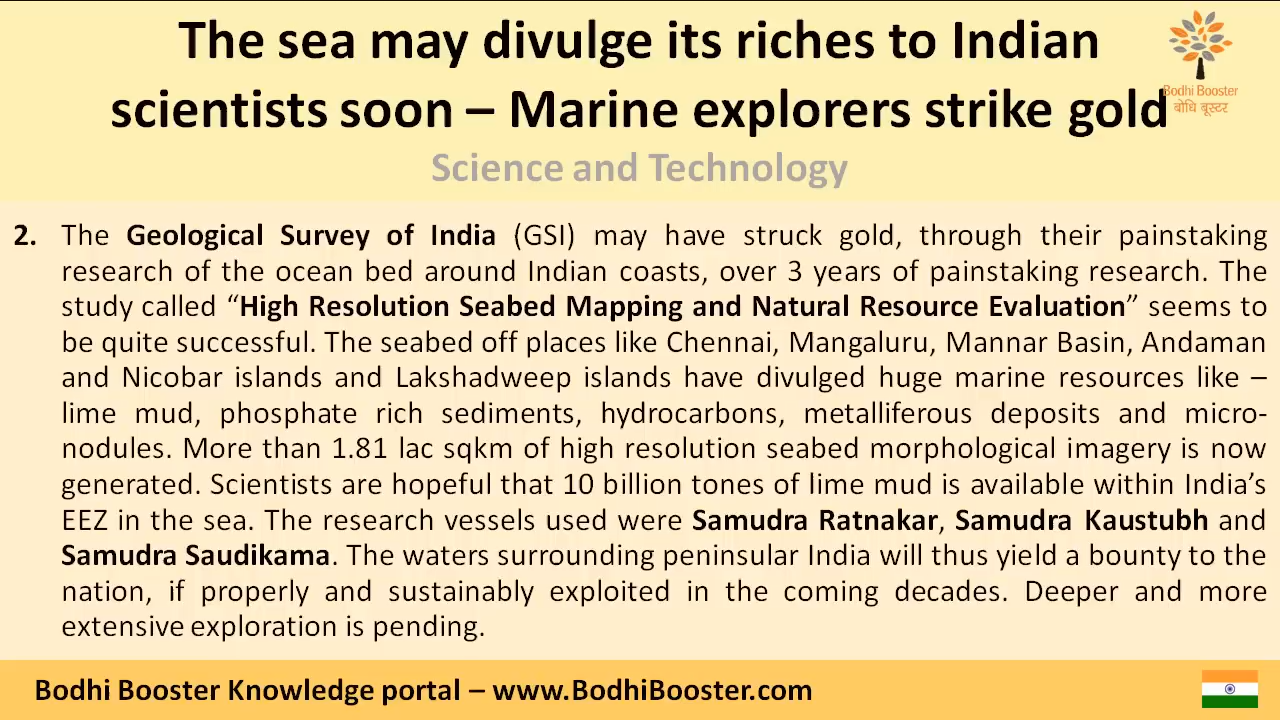 The sea may divulge its riches to Indian
scientists soon – Marine explorers strike gold
Bodhi Booster
बोधि बूस्टर
Science and Technology
2. The Geological Survey of India (GSI) may have struck gold, through their painstaking
research of the ocean bed around Indian coasts, over 3 years of painstaking research. The
study called “High Resolution Seabed Mapping and Natural Resource Evaluation” seems to
be quite successful. The seabed off places like Chennai, Mangaluru, Mannar Basin, Andaman
and Nicobar islands and Lakshadweep islands have divulged huge marine resources like –
lime mud, phosphate rich sediments, hydrocarbons, metalliferous deposits and micro-
nodules. More than 1.81 lac sqkm of high resolution seabed morphological imagery is now
generated. Scientists are hopeful that 10 billion tones of lime mud is available within India’s
EEZ in the sea. The research vessels used were Samudra Ratnakar, Samudra Kaustubh and
Samudra Saudikama. The waters surrounding peninsular India will thus yield a bounty to the
nation, if properly and sustainably exploited in the coming decades. Deeper and more
extensive exploration is pending.
Bodhi Booster Knowledge portal – www.BodhiBooster.com